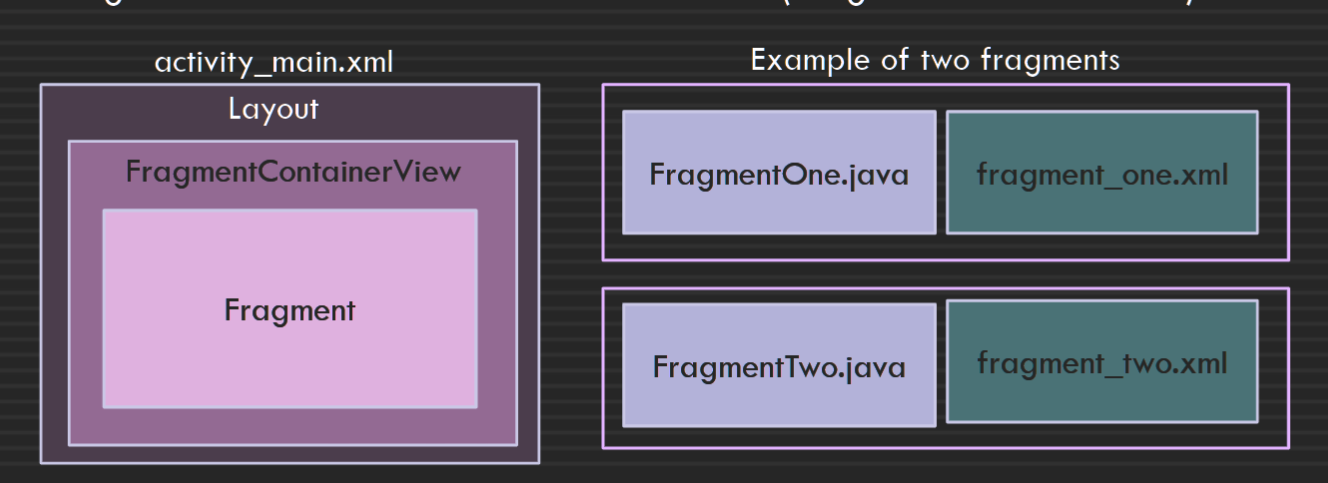 activity_main.xml
Layout
FragmentContainerView
Fragment
Example of two fragments
FragmentOne.java
fragment_one.xml
FragmentTwo.java
fragment_two.xml